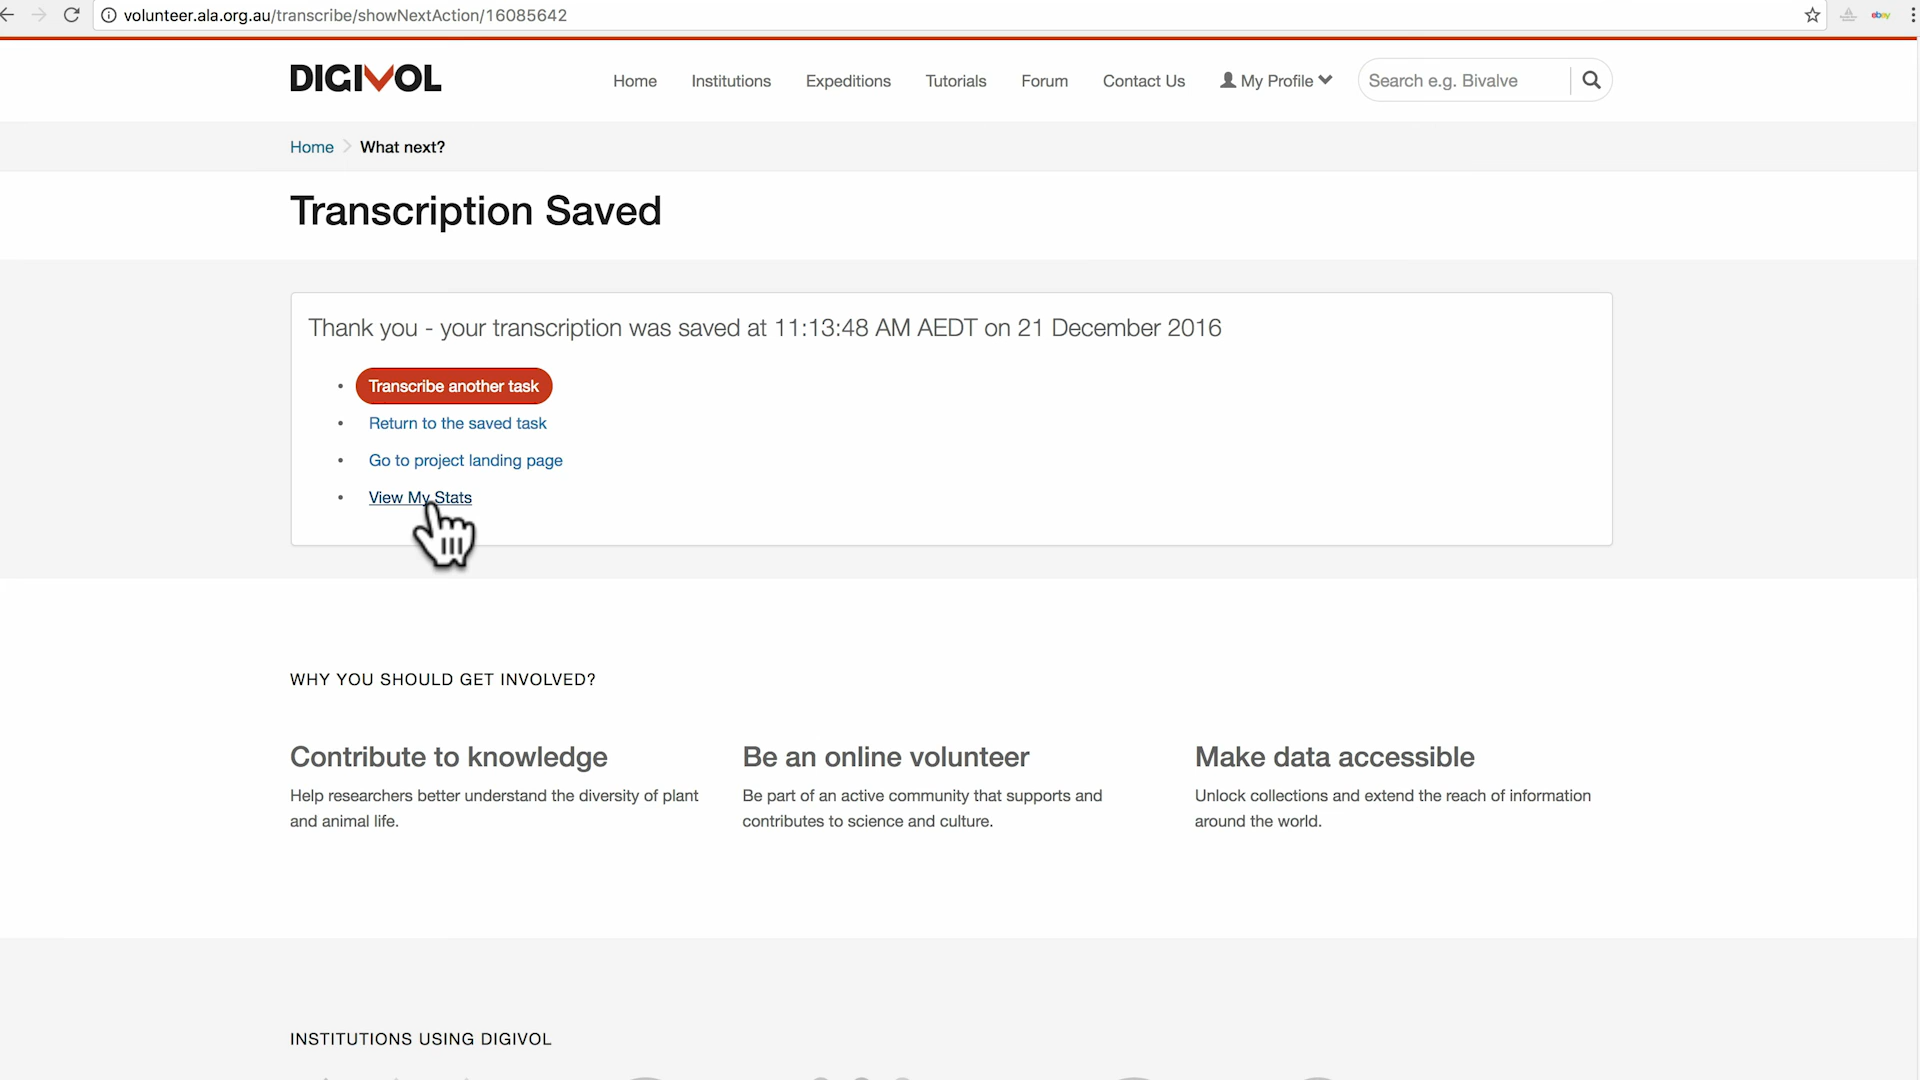 volunteer.ala.org.au/transcribe/showNextAction/16085642
ebay
DIGIVOL
Home
Institutions
Expeditions
Tutorials
Forum
Contact Us
My Profile
Search e.g. Bivalve
Home
What next?
Transcription Saved
Thank you - your transcription was saved at 11:13:48 AM AEDT on 21 December 2016
• Transcribe another task
• Return to the saved task
• Go to project landing page
• View My Stats
WHY YOU SHOULD GET INVOLVED?
Contribute to knowledge
Help researchers better understand the diversity of plant
and animal life.
Be an online volunteer
Be part of an active community that supports and
contributes to science and culture.
Make data accessible
Unlock collections and extend the reach of information
around the world.
INSTITUTIONS USING DIGIVOL